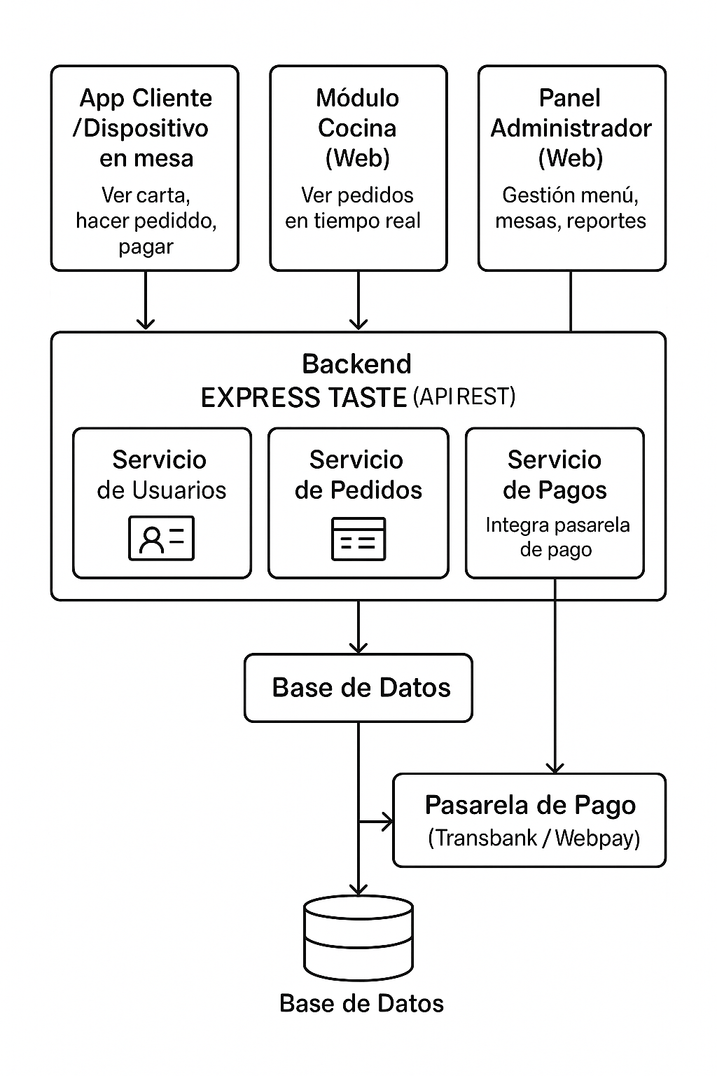 App Cliente
/Dispositivo
en mesa
Ver carta,
hacer pediddo,
pagar
Módulo
Cocina
(Web)
Ver pedidos
en tiempo real
Panel
Administrador
(Web)
Gestión menú,
mesas, reportes
Backend
EXPRESS TASTE (API REST)
Servicio
de Usuarios
Servicio
de Pedidos
Servicio
de Pagos
Integra pasarela
de pago
Base de Datos
Pasarela de Pago
(Transbank / Webpay)
Base de Datos